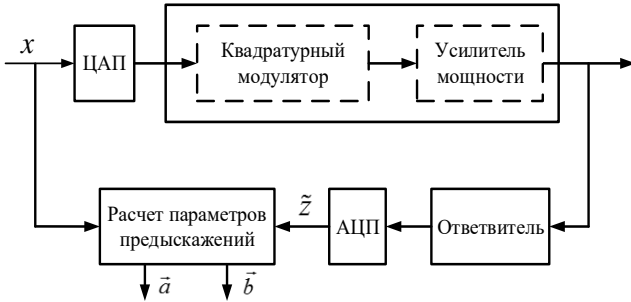 x
ЦАП
Квадратурный
модулятор
Усилитель
мощности
Расчет параметров
предыскажений
z̃
АЦП
Ответвитель
a⃗
b⃗